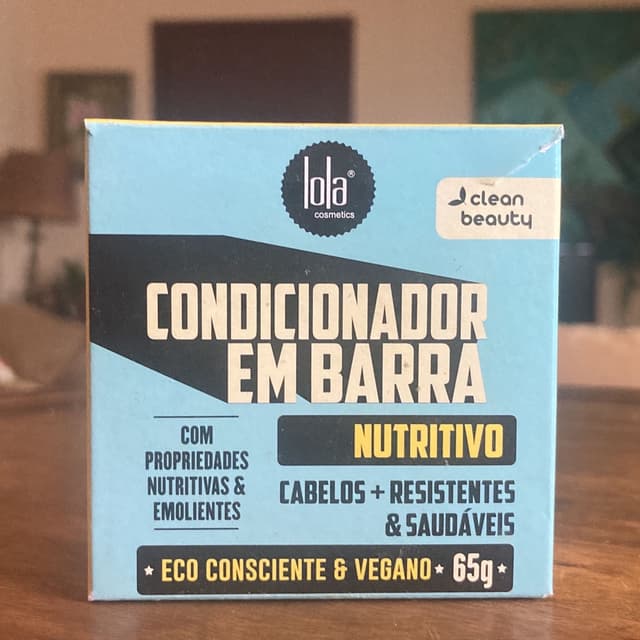 lola®
cosmetics
clean
beauty
CONDICIONADOR
EM BARRA
NUTRITIVO
COM
PROPRIEDADES
NUTRITIVAS &
EMOLIENTES
CABELOS + RESISTENTES
& SAUDÁVEIS
ECO CONSCIENTE & VEGANO 65g